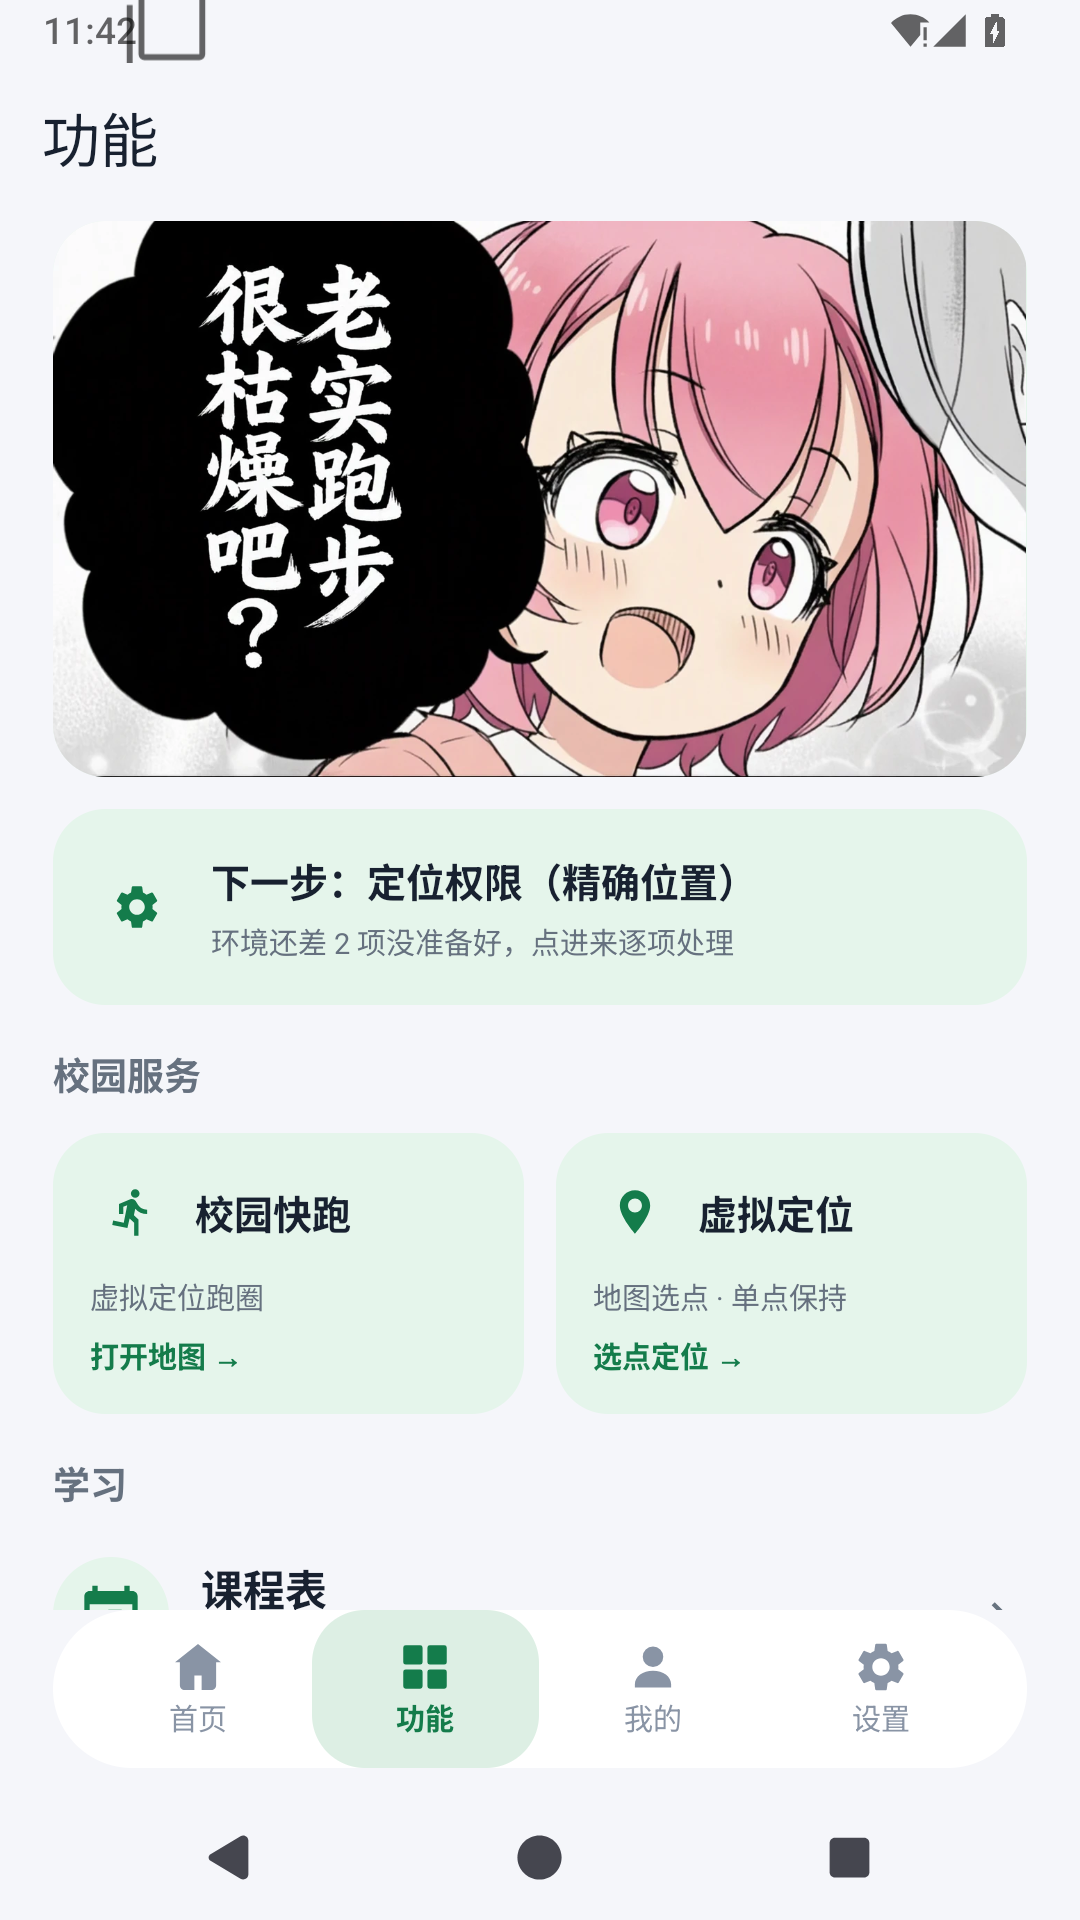 11:42
功能
老实跑步
很枯燥吧？
下一步：定位权限（精确位置）
环境还差 2 项没准备好，点进来逐项处理
校园服务
校园快跑
虚拟定位跑圈
打开地图 →
虚拟定位
地图选点 · 单点保持
选点定位 →
学习
课程表
首页
功能
我的
设置